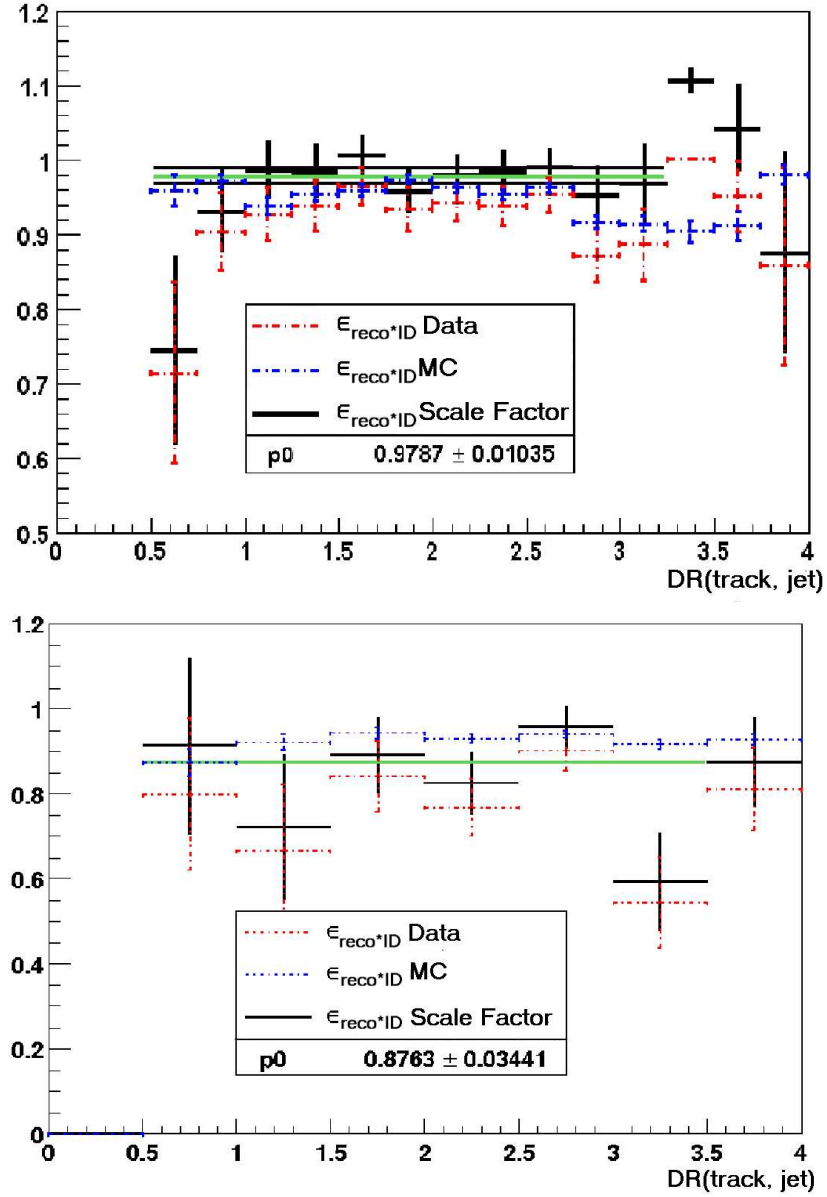 1.2
1.1
1
0.9
0.8
0.7
0.6
0.5
ϵreco*ID Data
ϵreco*ID MC
ϵreco*ID Scale Factor
p0 0.9787 ± 0.01035
0 0.5 1 1.5 2 2.5 3 3.5 4
DR(track, jet)
1.2
1
0.8
0.6
0.4
0.2
0
ϵreco*ID Data
ϵreco*ID MC
ϵreco*ID Scale Factor
p0 0.8763 ± 0.03441
0 0.5 1 1.5 2 2.5 3 3.5 4
DR(track, jet)